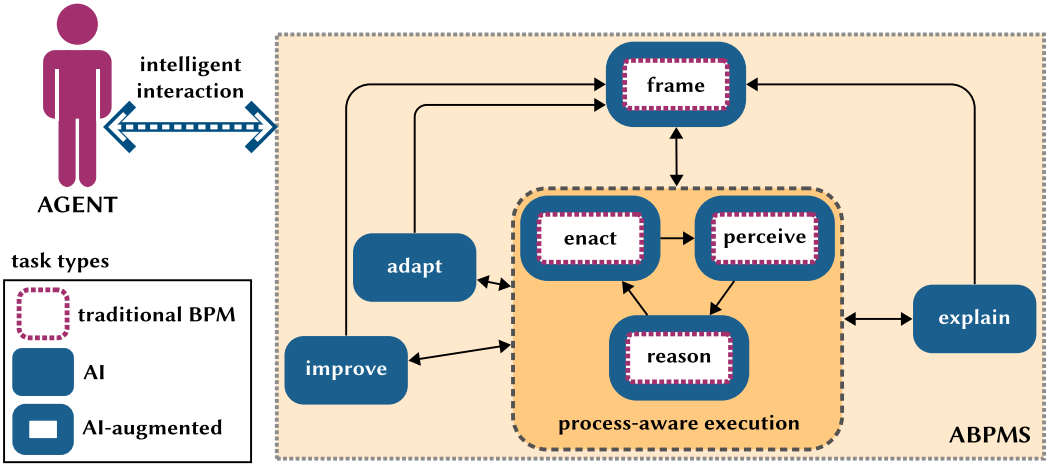 intelligent
interaction
AGENT
task types
traditional BPM
AI
AI-augmented
frame
enact
perceive
adapt
reason
improve
explain
process-aware execution
ABPMS